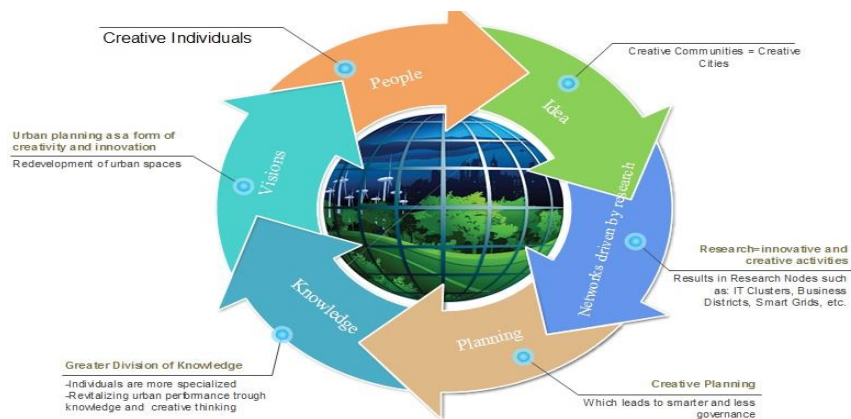 Creative Individuals
People
Creative Communities = Creative
Cities
Idea
Networks driven by research
Research=innovative and
creative activities
Results in Research Nodes such
as: IT Clusters, Business
Districts, Smart Grids, etc.
Planning
Creative Planning
Which leads to smarter and less
governance
Knowledge
Greater Division of Knowledge
-Individuals are more specialized
-Revitalizing urban perfbmance trough
knowledge and creative thinking
Visions
Urban planning as a form of
creativity and innovation
Redevelopment of urban spaces